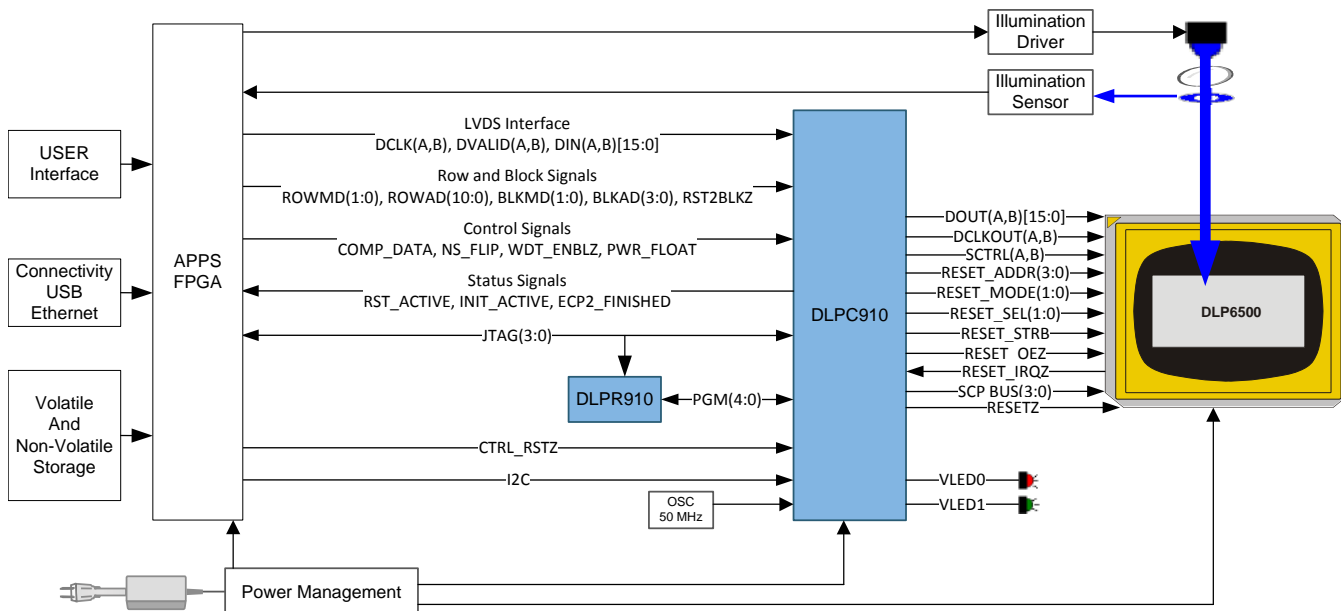 Illumination
Driver
Illumination
Sensor
USER
Interface
Connectivity
USB
Ethernet
Volatile
And
Non-Volatile
Storage
APPS
FPGA
LVDS Interface
DCLK(A,B), DVALID(A,B), DIN(A,B)[15:0]
Row and Block Signals
ROWMD(1:0), ROWAD(10:0), BLKMD(1:0), BLKAD(3:0), RST2BLKZ
Control Signals
COMP_DATA, NS_FLIP, WDT_ENBLZ, PWR_FLOAT
Status Signals
RST_ACTIVE, INIT_ACTIVE, ECP2_FINISHED
JTAG(3:0)
DLPR910
PGM(4:0)
CTRL_RSTZ
I2C
OSC
50 MHz
DLPC910
DOUT(A,B)[15:0]
DCLKOUT(A,B)
SCTRL(A,B)
RESET_ADDR(3:0)
RESET_MODE(1:0)
RESET_SEL(1:0)
RESET_STRB
RESET_OEZ
RESET_IRQZ
SCP BUS(3:0)
RESETZ
VLED0
VLED1
DLP6500
Power Management